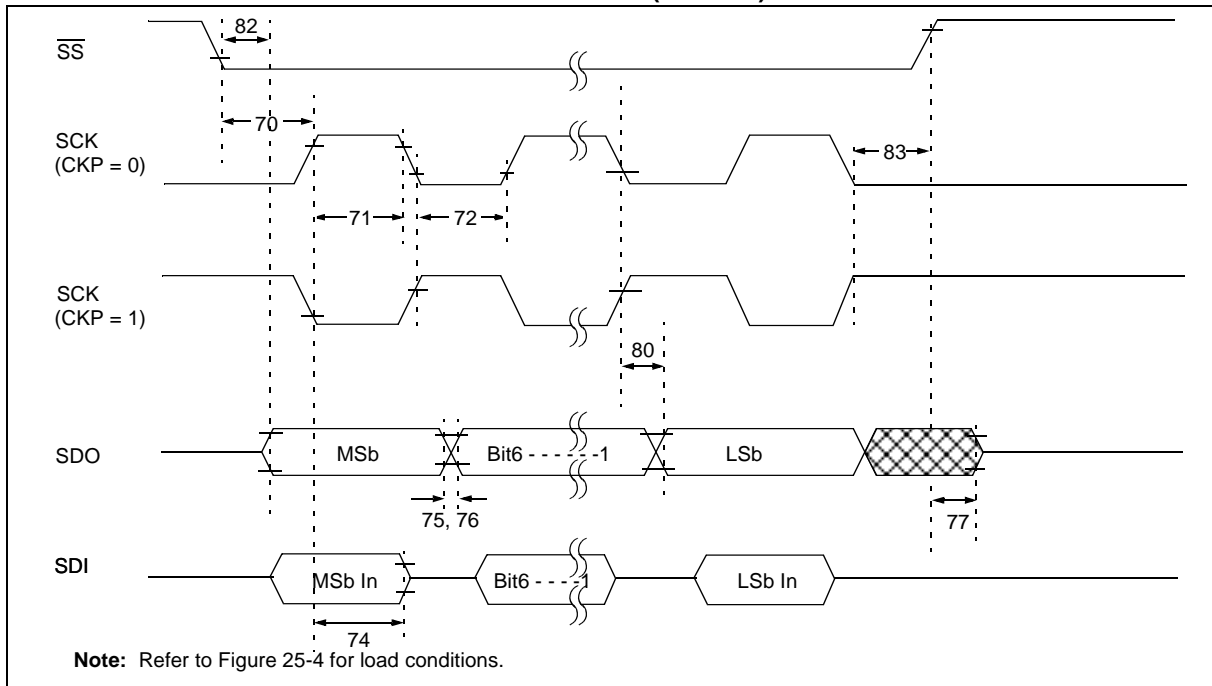 82
SS
70
SCK
(CKP = 0)
83
71
72
SCK
(CKP = 1)
80
SDO
MSb
Bit6 - - - - - -1
LSb
75, 76
77
SDI
MSb In
Bit6 - - - -1
LSb In
74
Note: Refer to Figure 25-4 for load conditions.